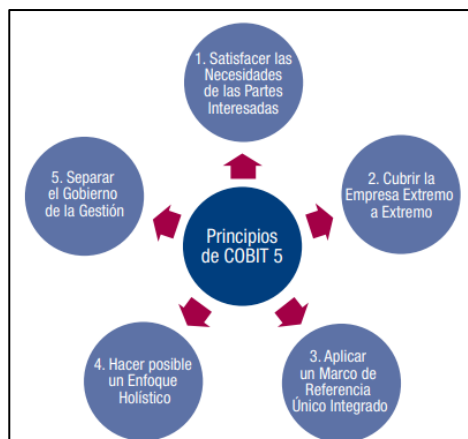 1. Satisfacer las
Necesidades
de las Partes
Interesadas
2. Cubrir la
Empresa Extremo
a Extremo
3. Aplicar
un Marco de
Referencia
Único Integrado
4. Hacer posible
un Enfoque
Holístico
5. Separar
el Gobierno
de la Gestión
Principios
de COBIT 5